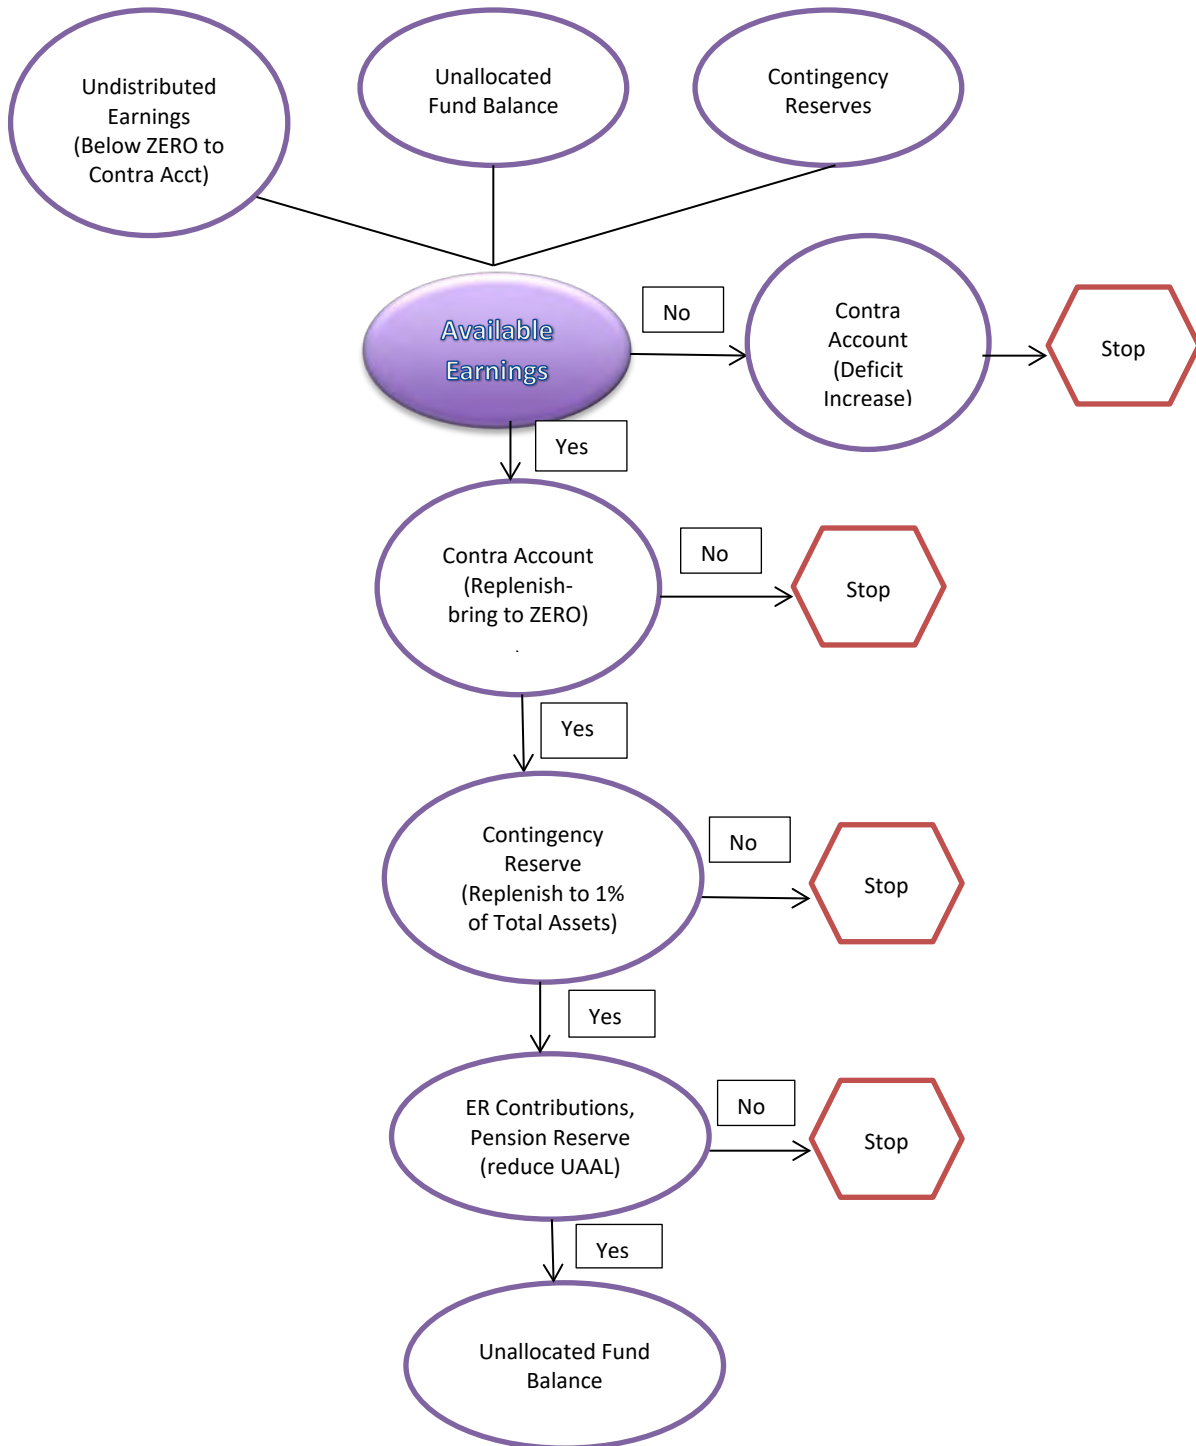 Undistributed
Earnings
(Below ZERO to
Contra Acct)
Unallocated
Fund Balance
Contingency
Reserves
Available
Earnings
No
Contra
Account
(Deficit
Increase)
Stop
Yes
Contra Account
(Replenish-
bring to ZERO)
.
No
Stop
Yes
Contingency
Reserve
(Replenish to 1%
of Total Assets)
No
Stop
Yes
ER Contributions,
Pension Reserve
(reduce UAAL)
No
Stop
Yes
Unallocated Fund
Balance